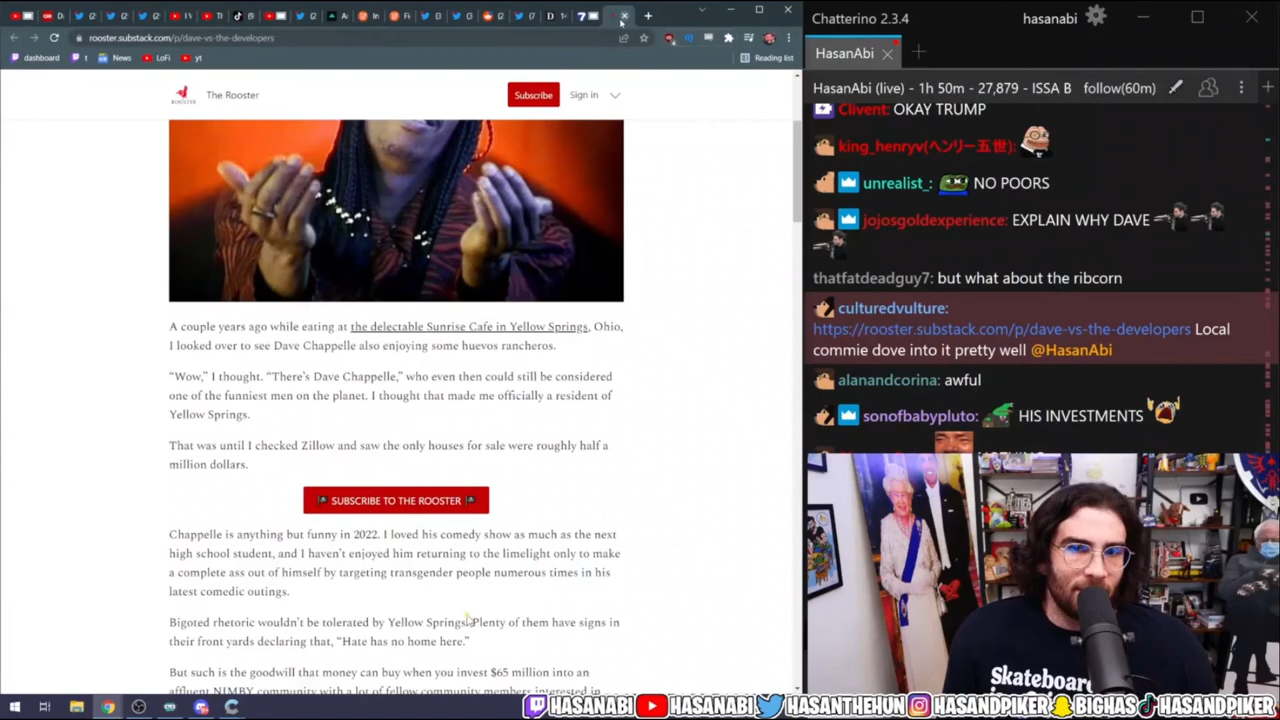 rooster.substack.com/p/dave-vs-the-developers
dashboard
t
News
LoFi
yt
Reading list
ROOSTER
The Rooster
Subscribe
Sign in
A couple years ago while eating at the delectable Sunrise Cafe in Yellow Springs, Ohio,
I looked over to see Dave Chappelle also enjoying some huevos rancheros.
“Wow,” I thought. “There’s Dave Chappelle,” who even then could still be considered
one of the funniest men on the planet. I thought that made me officially a resident of
Yellow Springs.
That was until I checked Zillow and saw the only houses for sale were roughly half a
million dollars.
SUBSCRIBE TO THE ROOSTER
Chappelle is anything but funny in 2022. I loved his comedy show as much as the next
high school student, and I haven’t enjoyed him returning to the limelight only to make
a complete ass out of himself by targeting transgender people numerous times in his
latest comedic outings.
Bigoted rhetoric wouldn’t be tolerated by Yellow Springs. Plenty of them have signs in
their front yards declaring that, “Hate has no home here.”
But such is the goodwill that money can buy when you invest $65 million into an
affluent NIMBY community with a lot of fellow community members interested in
Chatterino 2.3.4
hasanabi
HasanAbi
HasanAbi (live) - 1h 50m - 27,879 - ISSA B
follow(60m)
Clivent: OKAY TRUMP
king_henryv(ヘンリー五世):
unrealist_: NO POORS
jojosgoldexperience: EXPLAIN WHY DAVE
thatfatdeadguy7: but what about the ribcorn
culturedvulture:
https://rooster.substack.com/p/dave-vs-the-developers Local
commie dove into it pretty well @HasanAbi
alanandcorina: awful
sonofbabypluto: HIS INVESTMENTS
Skateboard
HASANABI
HASANABI
HASANTHEHUN
HASANDPIKER
BIGHAS
HASANDPIKER